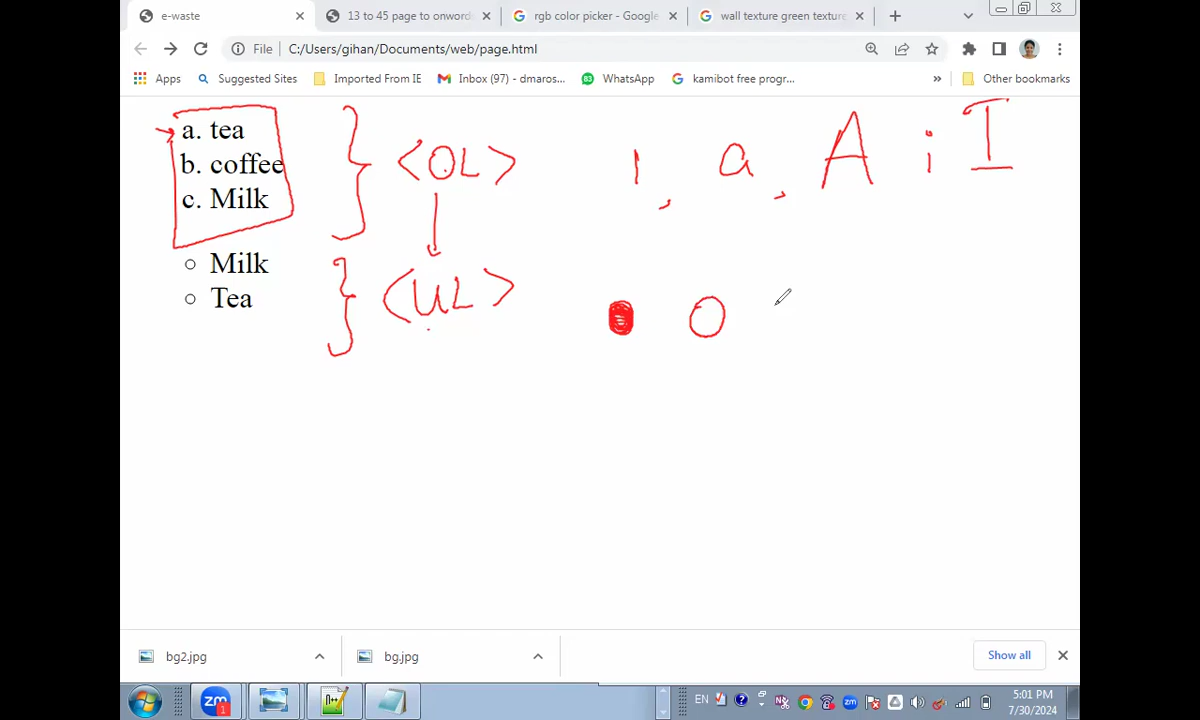 e-waste
13 to 45 page to onword
rgb color picker - Google
wall texture green texture
File C:/Users/gihan/Documents/web/page.html
Apps Suggested Sites Imported From IE Inbox (97) - dmaros... WhatsApp kamibot free progr... » Other bookmarks
a. tea
b. coffee
c. Milk
<OL> 1 , a , A i I
Milk
Tea
<UL>
bg2.jpg bg.jpg Show all
zm 1 N++ EN 5:01 PM
7/30/2024